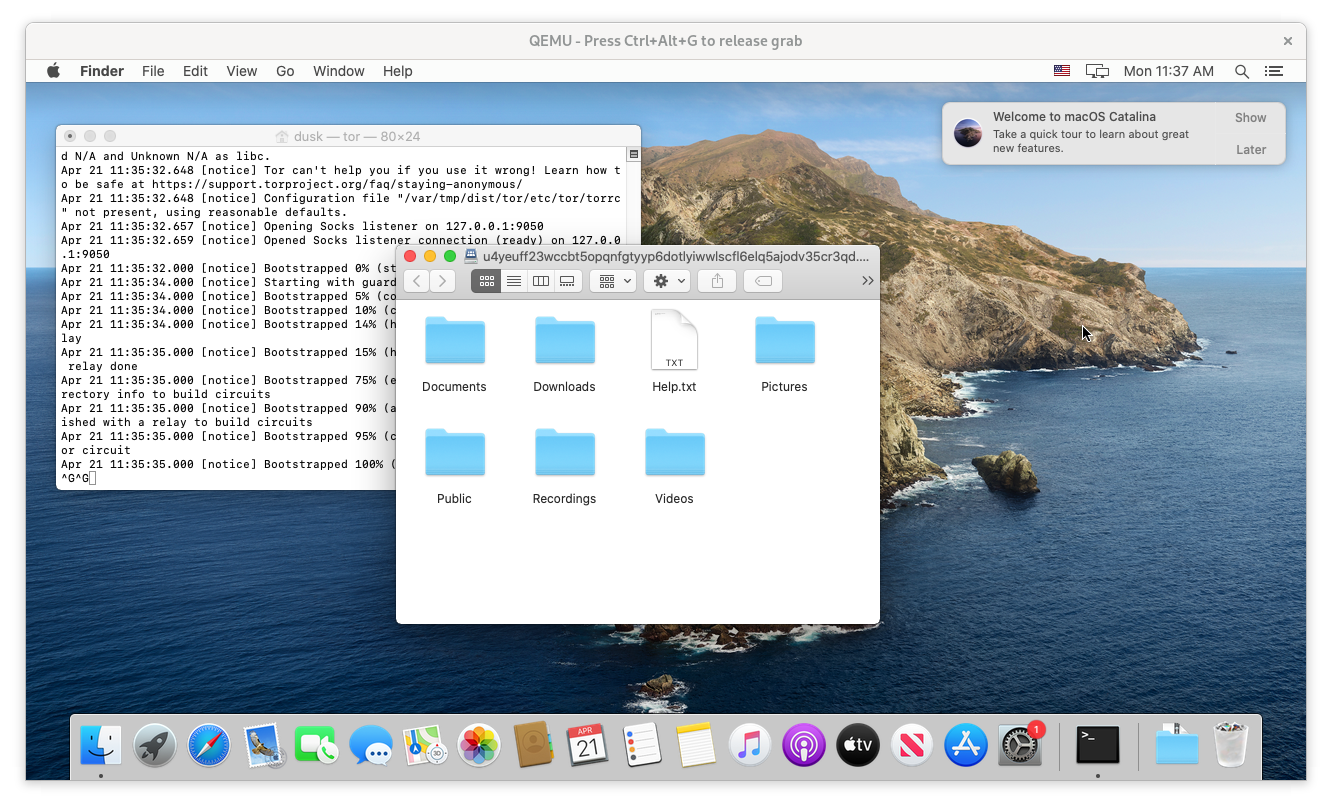 QEMU - Press Ctrl+Alt+G to release grab
Finder File Edit View Go Window Help
Mon 11:37 AM
Welcome to macOS Catalina
Take a quick tour to learn about great
new features.
Show
Later
dusk — tor — 80×24
d N/A and Unknown N/A as libc.
Apr 21 11:35:32.648 [notice] Tor can't help you if you use it wrong! Learn how t
o be safe at https://support.torproject.org/faq/staying-anonymous/
Apr 21 11:35:32.648 [notice] Configuration file "/var/tmp/dist/tor/etc/tor/torrc
" not present, using reasonable defaults.
Apr 21 11:35:32.657 [notice] Opening Socks listener on 127.0.0.1:9050
Apr 21 11:35:32.659 [notice] Opened Socks listener connection (ready) on 127.0.0
.1:9050
Apr 21 11:35:32.000 [notice] Bootstrapped 0% (st
Apr 21 11:35:34.000 [notice] Starting with guard
Apr 21 11:35:34.000 [notice] Bootstrapped 5% (co
Apr 21 11:35:34.000 [notice] Bootstrapped 10% (c
Apr 21 11:35:34.000 [notice] Bootstrapped 14% (h
lay
Apr 21 11:35:35.000 [notice] Bootstrapped 15% (h
relay done
Apr 21 11:35:35.000 [notice] Bootstrapped 75% (e
rectory info to build circuits
Apr 21 11:35:35.000 [notice] Bootstrapped 90% (a
ished with a relay to build circuits
Apr 21 11:35:35.000 [notice] Bootstrapped 95% (c
or circuit
Apr 21 11:35:35.000 [notice] Bootstrapped 100% (
^G^G
u4yeuff23wccbt5opqnfgtyyp6dotlyiwwlscfl6elq5ajodv35cr3qd....
TXT
Documents Downloads Help.txt Pictures
Public Recordings Videos
3D
APR
21
tv
1
>_